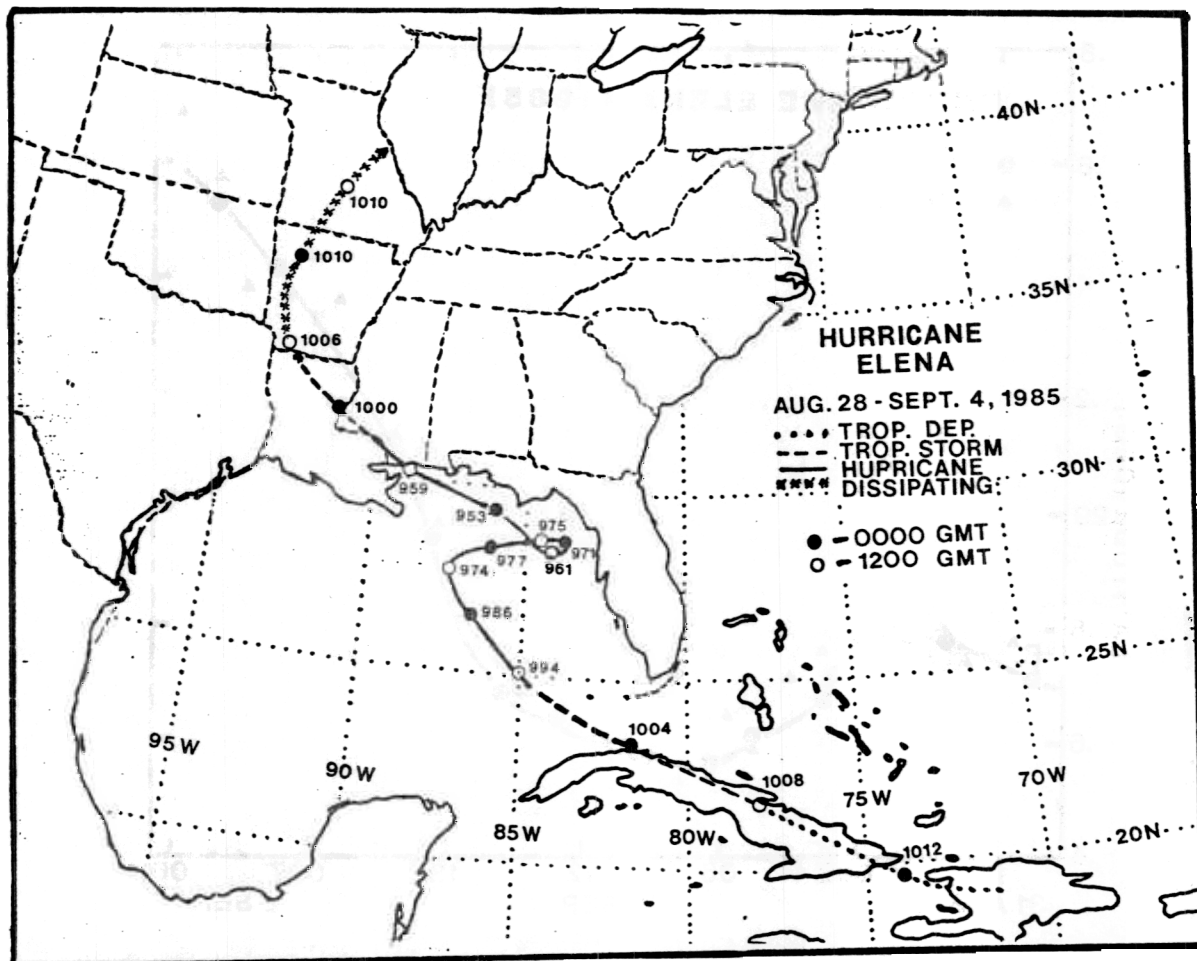 40N
1010
1010
35N
1006
HURRICANE
ELENA
1000
AUG. 28 - SEPT. 4, 1985
TROP. DEP.
TROP. STORM
HUPRICANE
DISSIPATING
30N
959
953
975
971
977
961
974
● - 0000 GMT
○ - 1200 GMT
986
994
25N
95W
1004
90W
1008
75W
70W
85W
80W
1012
20N